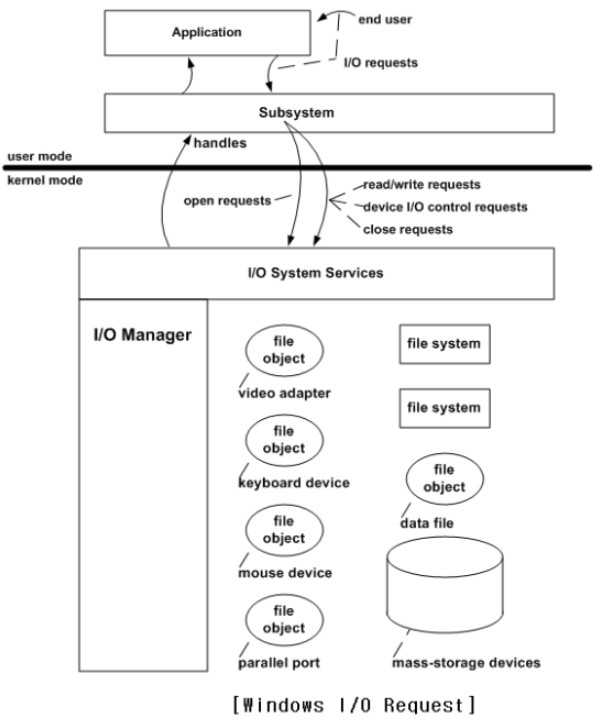 Application
end user
I/O requests
Subsystem
handles
user mode
kernel mode
open requests
read/write requests
device I/O control requests
close requests
I/O System Services
I/O Manager
file
object
video adapter
file
object
keyboard device
file
object
mouse device
file
object
parallel port
file system
file system
file
object
data file
mass-storage devices
[Windows I/O Request]